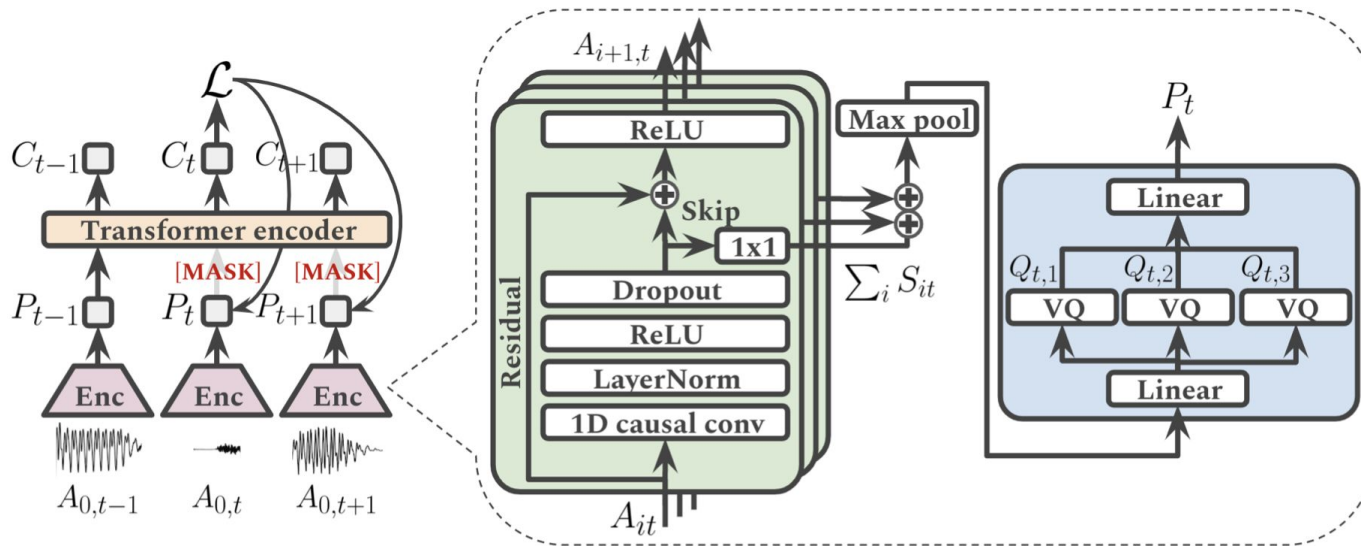 $\mathcal{L}$
$C_{t-1}$ $C_t$ $C_{t+1}$
Transformer encoder
[MASK] [MASK]
$P_{t-1}$ $P_t$ $P_{t+1}$
Enc Enc Enc
$A_{0,t-1}$ $A_{0,t}$ $A_{0,t+1}$
$A_{i+1,t}$
ReLU
Skip
1x1
Dropout
ReLU
LayerNorm
1D causal conv
Residual
$A_{it}$
Max pool
$\sum_i S_{it}$
$P_t$
Linear
$Q_{t,1}$ $Q_{t,2}$ $Q_{t,3}$
VQ VQ VQ
Linear